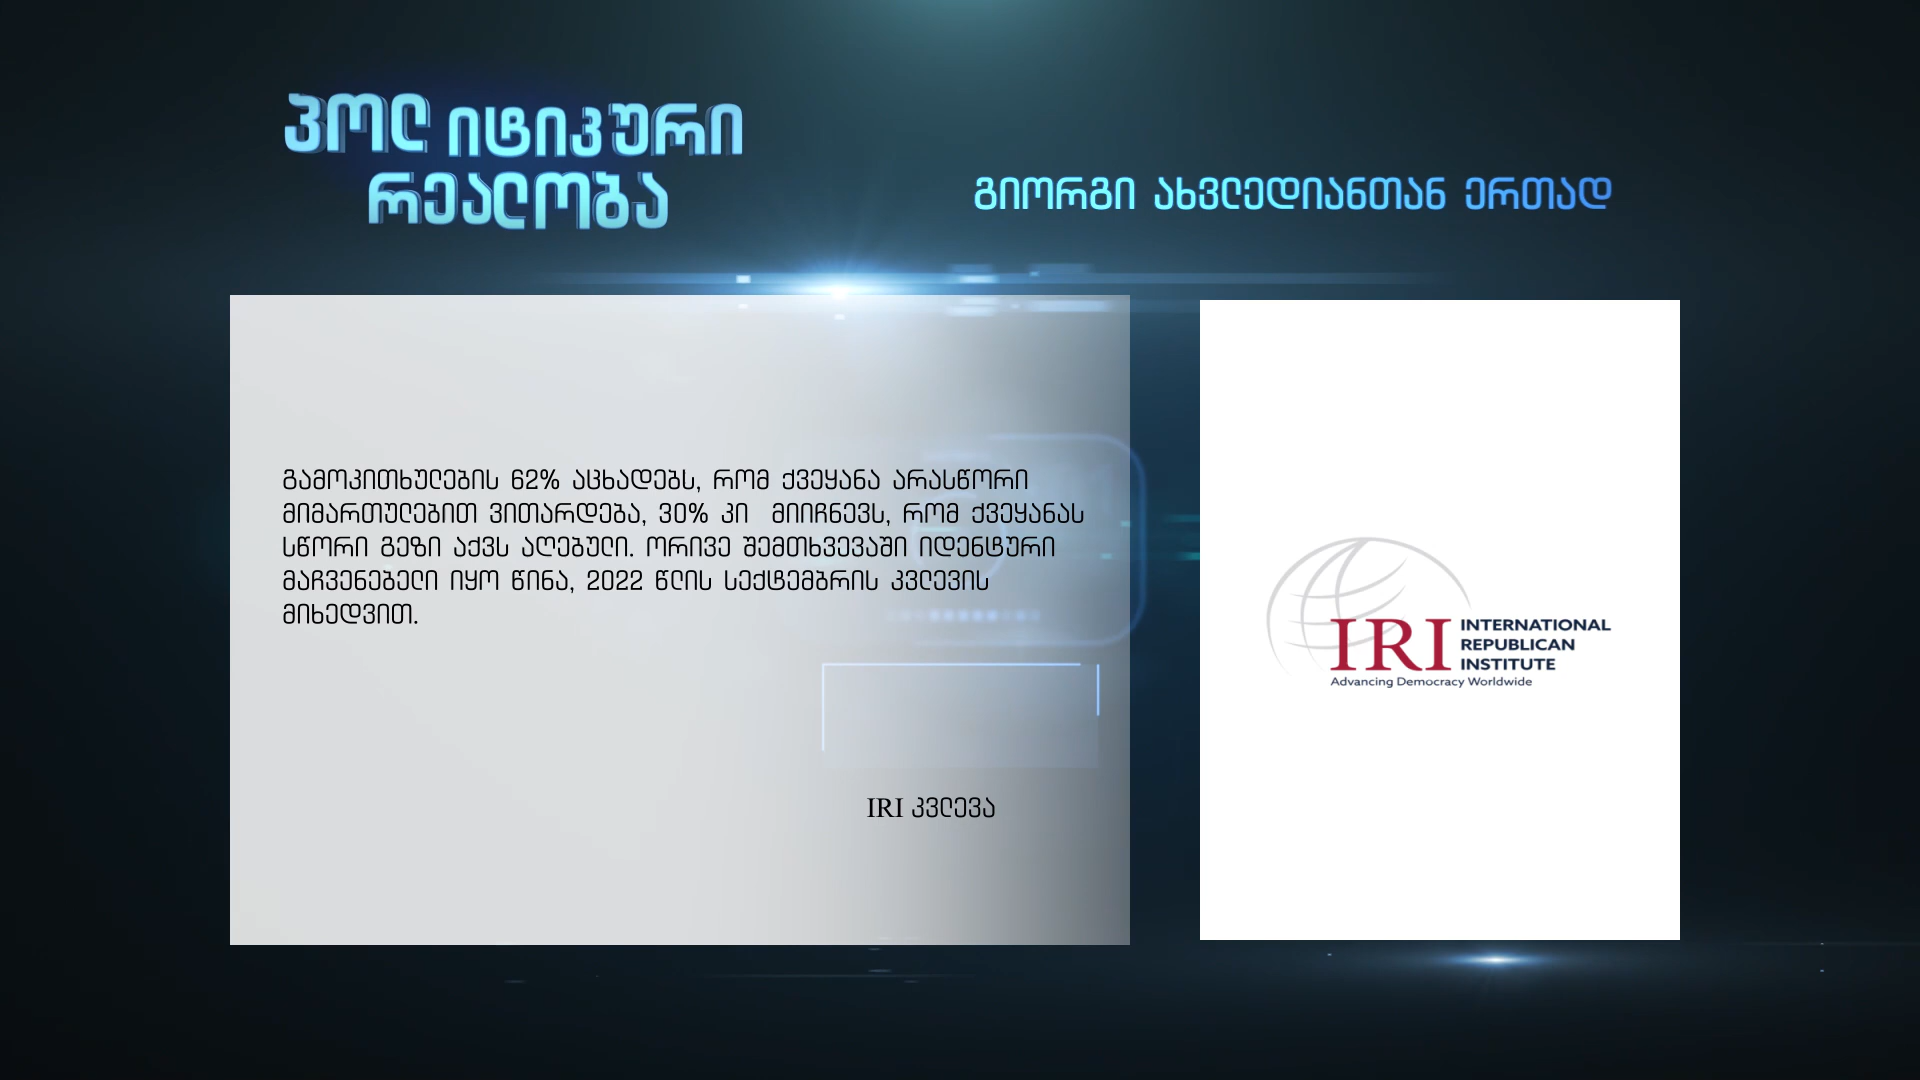 პოლიტიკური
რეალობა
გიორგი ახვლედიანთან ერთად
გამოკითხულების 62% აცხადებს, რომ ქვეყანა არასწორი
მიმართულებით ვითარდება, 30% კი მიიჩნევს, რომ ქვეყანას
სწორი გეზი აქვს აღებული. ორივე შემთხვევაში იდენტური
მაჩვენებელი იყო წინა, 2022 წლის სექტემბრის კვლევის
მიხედვით.
IRI კვლევა
IRI INTERNATIONAL
REPUBLICAN
INSTITUTE
Advancing Democracy Worldwide